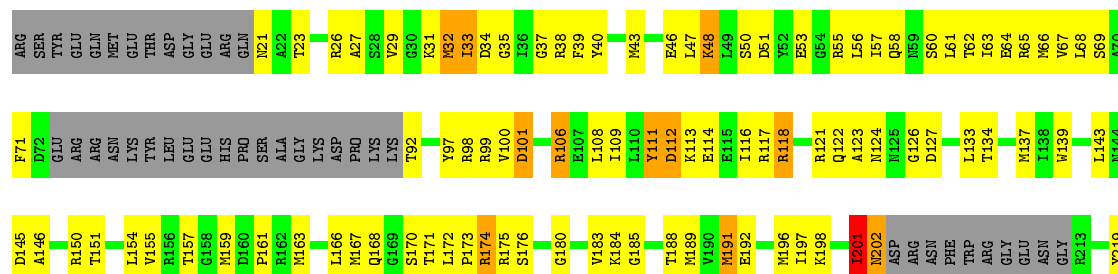 ARG SER TYR GLU GLN MET GLU THR ASP GLY GLU ARG GLN N21 A22 T23 R26 A27 S28 V29 G30 K31 M32 I33 D34 G35 I36 G37 R38 F39 Y40 M43 E46 L47 K48 L49 S50 D51 Y52 E53 G54 R55 L56 I57 Q58 N59 S60 L61 T62 I63 E64 R65 M66 V67 L68 S69 A70
F71 D72 GLU ARG ARG ASN LYS TYR LEU GLU GLU HIS PRO SER ALA GLY LYS ASP PRO LYS LYS T92 Y97 R98 R99 V100 D101 R106 E107 L108 I109 L110 Y111 D112 K113 E114 E115 I116 R117 R118 R121 Q122 A123 N124 N125 G126 D127 L133 T134 M137 I138 W139 L143 N144
D145 A146 R150 T151 L154 V155 R156 T157 G158 M159 D160 P161 R162 M163 L166 M167 Q168 G169 S170 T171 L172 P173 R174 R175 S176 G180 V183 K184 G185 T188 M189 V190 M191 E192 M196 I197 K198 I201 N202 ASP ARG ASN PHE TRP ARG GLY GLU ASN GLY R213